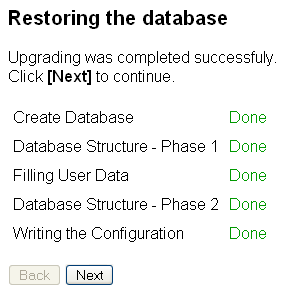 Restoring the database
Upgrading was completed successfuly.
Click [Next] to continue.
Create Database Done
Database Structure - Phase 1 Done
Filling User Data Done
Database Structure - Phase 2 Done
Writing the Configuration Done
Back Next